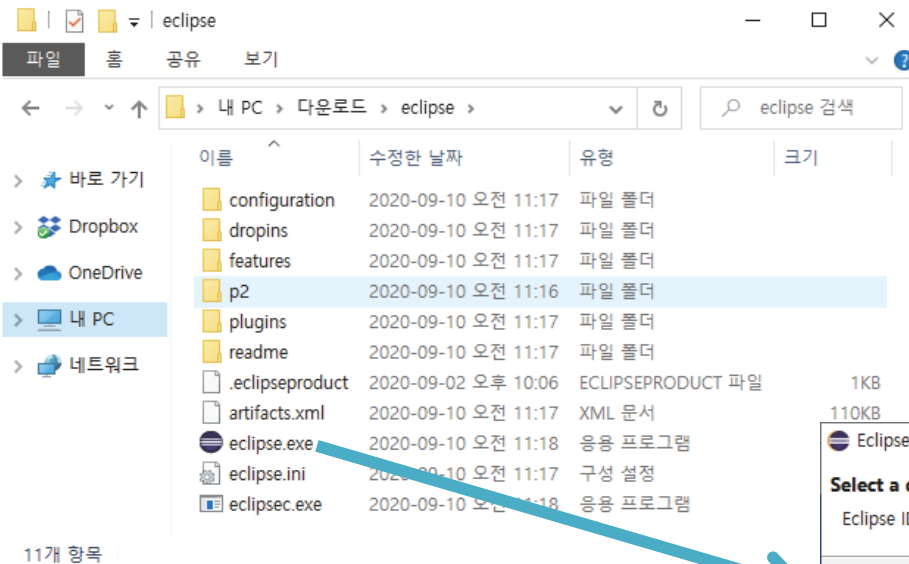 eclipse
파일 홈 공유 보기
내 PC 다운로드 eclipse eclipse 검색
이름 수정한 날짜 유형 크기
바로 가기
Dropbox
OneDrive
내 PC
네트워크
configuration 2020-09-10 오전 11:17 파일 폴더
dropins 2020-09-10 오전 11:17 파일 폴더
features 2020-09-10 오전 11:17 파일 폴더
p2 2020-09-10 오전 11:16 파일 폴더
plugins 2020-09-10 오전 11:17 파일 폴더
readme 2020-09-10 오전 11:17 파일 폴더
.eclipseproduct 2020-09-02 오후 10:06 ECLIPSEPRODUCT 파일 1KB
artifacts.xml 2020-09-10 오전 11:17 XML 문서 110KB
eclipse.exe 2020-09-10 오전 11:18 응용 프로그램
eclipse.ini 2020-09-10 오전 11:17 구성 설정
eclipsec.exe 2020-09-10 오전 11:18 응용 프로그램
11개 항목
Eclipse
Select a
Eclipse